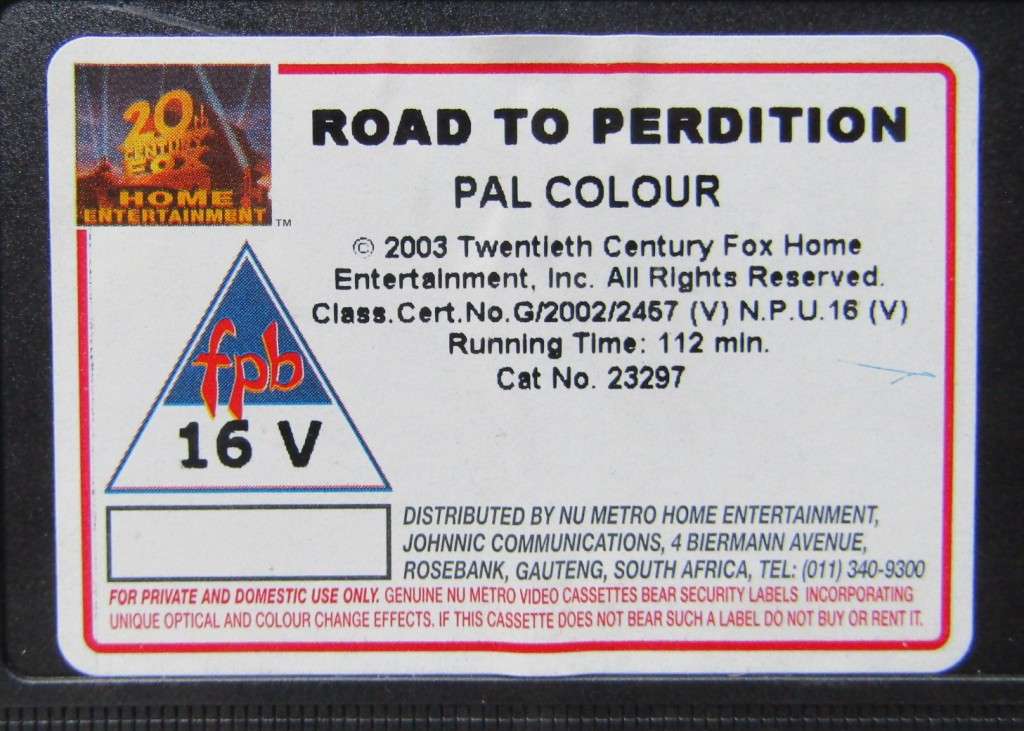 20
CENTURY
FOX
HOME
ENTERTAINMENT
TM
ROAD TO PERDITION
PAL COLOUR
© 2003 Twentieth Century Fox Home
Entertainment, Inc. All Rights Reserved.
Class.Cert.No.G/2002/2457 (V) N.P.U.16 (V)
Running Time: 112 min.
Cat No. 23297
fpb
16 V
DISTRIBUTED BY NU METRO HOME ENTERTAINMENT,
JOHNNIC COMMUNICATIONS, 4 BIERMANN AVENUE,
ROSEBANK, GAUTENG, SOUTH AFRICA, TEL: (011) 340-9300
FOR PRIVATE AND DOMESTIC USE ONLY. GENUINE NU METRO VIDEO CASSETTES BEAR SECURITY LABELS INCORPORATING
UNIQUE OPTICAL AND COLOUR CHANGE EFFECTS. IF THIS CASSETTE DOES NOT BEAR SUCH A LABEL DO NOT BUY OR RENT IT.